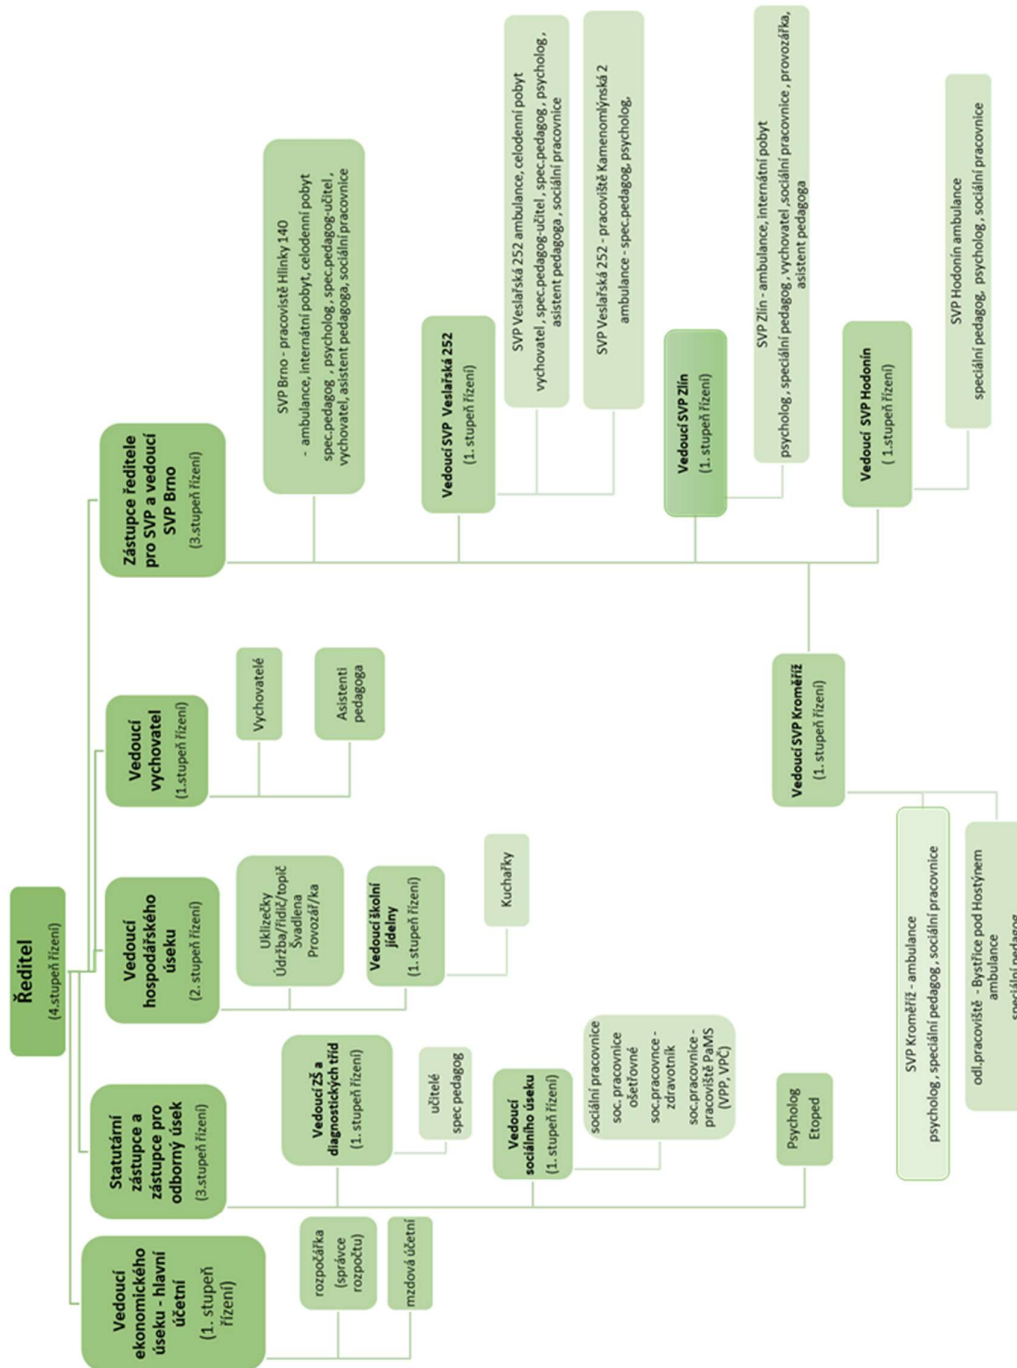 Ředitel
(4.stupeň řízení)
Vedoucí
ekonomického
úseku - hlavní
účetní
(1. stupeň
řízení)
rozpočářka
(správce
rozpočtu)
mzdová účetní
Statutární
zástupce a
zástupce pro
odborný úsek
(3.stupeň řízení)
Vedoucí ZŠ a
diagnostických tříd
(1. stupeň řízení)
učitelé
spec pedagog
Vedoucí
sociálního úseku
(1. stupeň řízení)
sociální pracovnice
soc. pracovnice
ošetřovné
soc.pracovnce -
zdravotník
soc.pracovnice -
pracoviště PaMS
(VPP, VPČ)
Psycholog
Etoped
Vedoucí
hospodářského
úseku
(2. stupeň řízení)
Uklizečky
Údržba/řidič/topič
Švadlena
Provozář/ka
Vedoucí školní
jídelny
(1. stupeň řízení)
Kuchařky
Vedoucí
vychovatel
(1.stupeň řízení)
Vychovatelé
Asistenti
pedagoga
Zástupce ředitele
pro SVP a vedoucí
SVP Brno
(3.stupeň řízení)
SVP Brno - pracovistě Hlinky 140
- ambulance, internátní pobyt, celodenní pobyt
spec.pedagog , psycholog , spec.pedagog-učitel ,
vychovatel, asistent pedagoga, sociální pracovnice
Vedoucí SVP Veslařská 252
(1. stupeň řízení)
SVP Veslařská 252 ambulance, celodenní pobyt
vychovatel , spec.pedagog-učitel , spec.pedagog , psycholog ,
asistent pedagoga , sociální pracovnice
SVP Veslařská 252 - pracoviště Kamenomlýnská 2
ambulance - spec.pedagog, psycholog,
Vedoucí SVP Zlín
(1. stupeň řízení)
SVP Zlín - ambulance, internátní pobyt
psycholog , speciální pedagog , vychovatel ,sociální pracovnice , provozářka,
asistent pedagoga
Vedoucí SVP Hodonín
( 1.stupeň řízení)
SVP Hodonín ambulance
speciální pedagog, psycholog , sociální pracovnice
Vedoucí SVP Kroměříž
(1. stupeň řízení)
SVP Kroměříž - ambulance
psycholog , speciální pedagog , sociální pracovnice
odl.pracoviště - Bystřice pod Hostýnem
ambulance
speciální pedagog